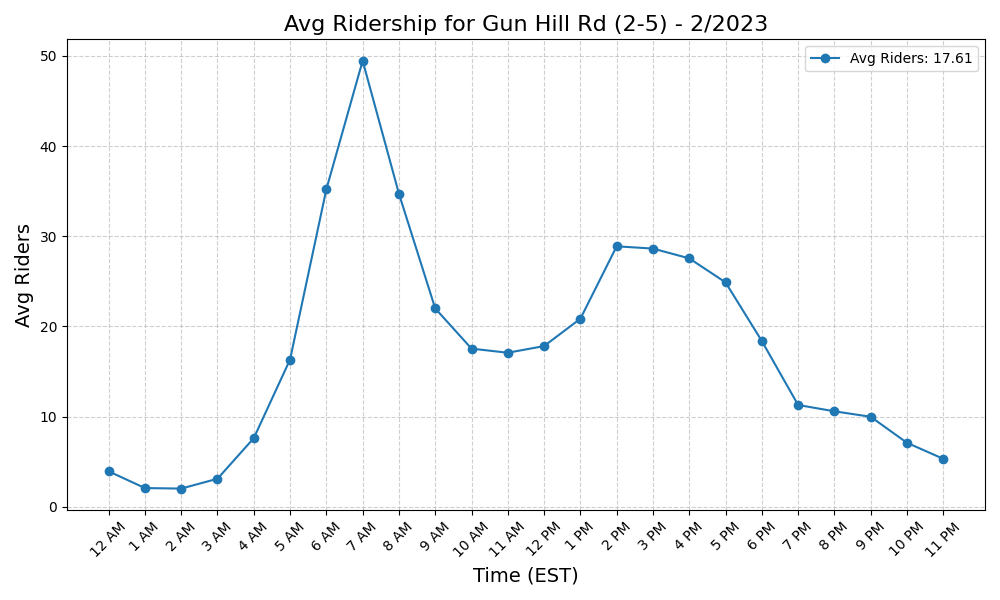 Avg Ridership for Gun Hill Rd (2-5) - 2/2023
Avg Riders: 17.61
Avg Riders
50
40
30
20
10
0
12 AM
1 AM
2 AM
3 AM
4 AM
5 AM
6 AM
7 AM
8 AM
9 AM
10 AM
11 AM
12 PM
1 PM
2 PM
3 PM
4 PM
5 PM
6 PM
7 PM
8 PM
9 PM
10 PM
11 PM
Time (EST)